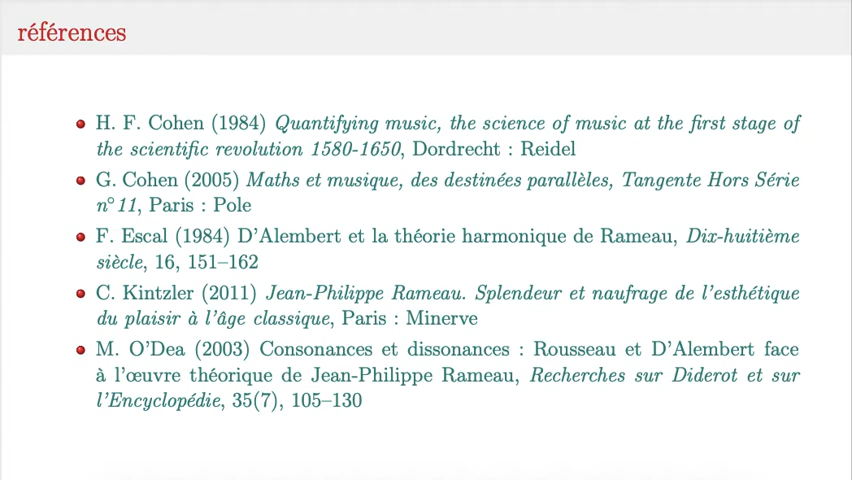 références
H. F. Cohen (1984) Quantifying music, the science of music at the first stage of
the scientific revolution 1580-1650, Dordrecht : Reidel
G. Cohen (2005) Maths et musique, des destinées parallèles, Tangente Hors Série
n° 11, Paris : Pole
F. Escal (1984) D'Alembert et la théorie harmonique de Rameau, Dix-huitième
siècle, 16, 151–162
C. Kintzler (2011) Jean-Philippe Rameau. Splendeur et naufrage de l'esthétique
du plaisir à l'âge classique, Paris : Minerve
M. O'Dea (2003) Consonances et dissonances : Rousseau et D'Alembert face
à l'œuvre théorique de Jean-Philippe Rameau, Recherches sur Diderot et sur
l'Encyclopédie, 35(7), 105–130